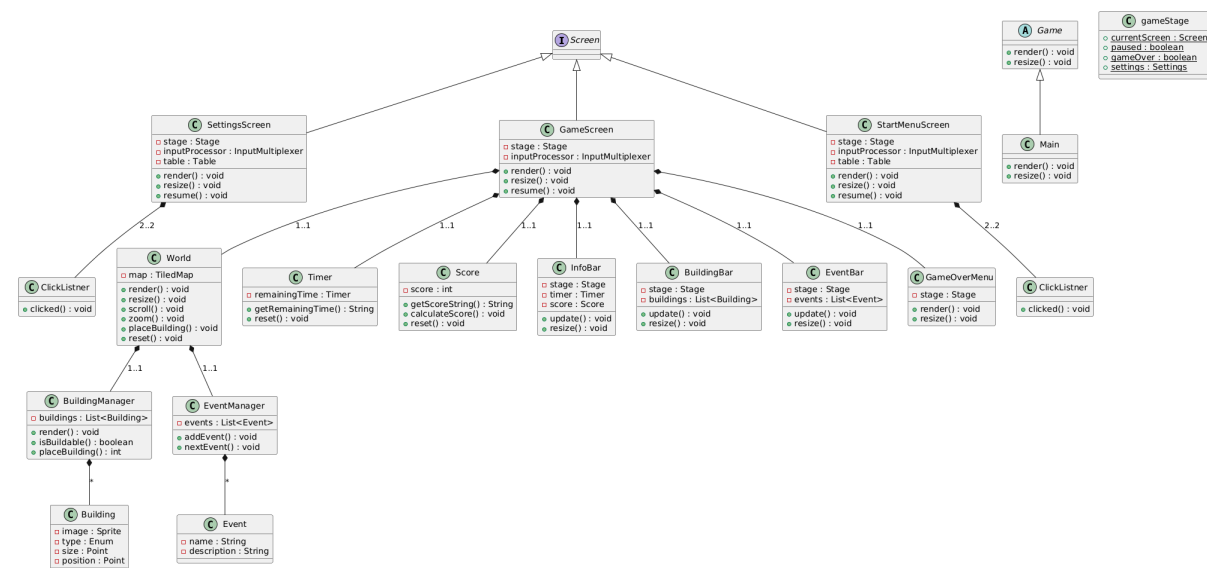 I Screen
A Game
render() : void
resize() : void
C gameStage
currentScreen : Screen
paused : boolean
gameOver : boolean
settings : Settings
C SettingsScreen
stage : Stage
inputProcessor : InputMultiplexer
table : Table
render() : void
resize() : void
resume() : void
C GameScreen
stage : Stage
inputProcessor : InputMultiplexer
render() : void
resize() : void
resume() : void
C StartMenuScreen
stage : Stage
inputProcessor : InputMultiplexer
table : Table
render() : void
resize() : void
resume() : void
C Main
render() : void
resize() : void
2..2
1..1
1..1
1..1
1..1
1..1
1..1
1..1
2..2
C ClickListner
clicked() : void
C World
map : TiledMap
render() : void
resize() : void
scroll() : void
zoom() : void
placeBuilding() : void
reset() : void
C Timer
remainingTime : Timer
getRemainingTime() : String
reset() : void
C Score
score : int
getScoreString() : String
calculateScore() : void
reset() : void
C InfoBar
stage : Stage
timer : Timer
score : Score
update() : void
resize() : void
C BuildingBar
stage : Stage
buildings : List<Building>
update() : void
resize() : void
C EventBar
stage : Stage
events : List<Event>
update() : void
resize() : void
C GameOverMenu
stage : Stage
render() : void
resize() : void
C ClickListner
clicked() : void
1..1
1..1
C BuildingManager
buildings : List<Building>
render() : void
isBuildable() : boolean
placeBuilding() : int
C EventManager
events : List<Event>
addEvent() : void
nextEvent() : void
*
*
C Building
image : Sprite
type : Enum
size : Point
position : Point
C Event
name : String
description : String